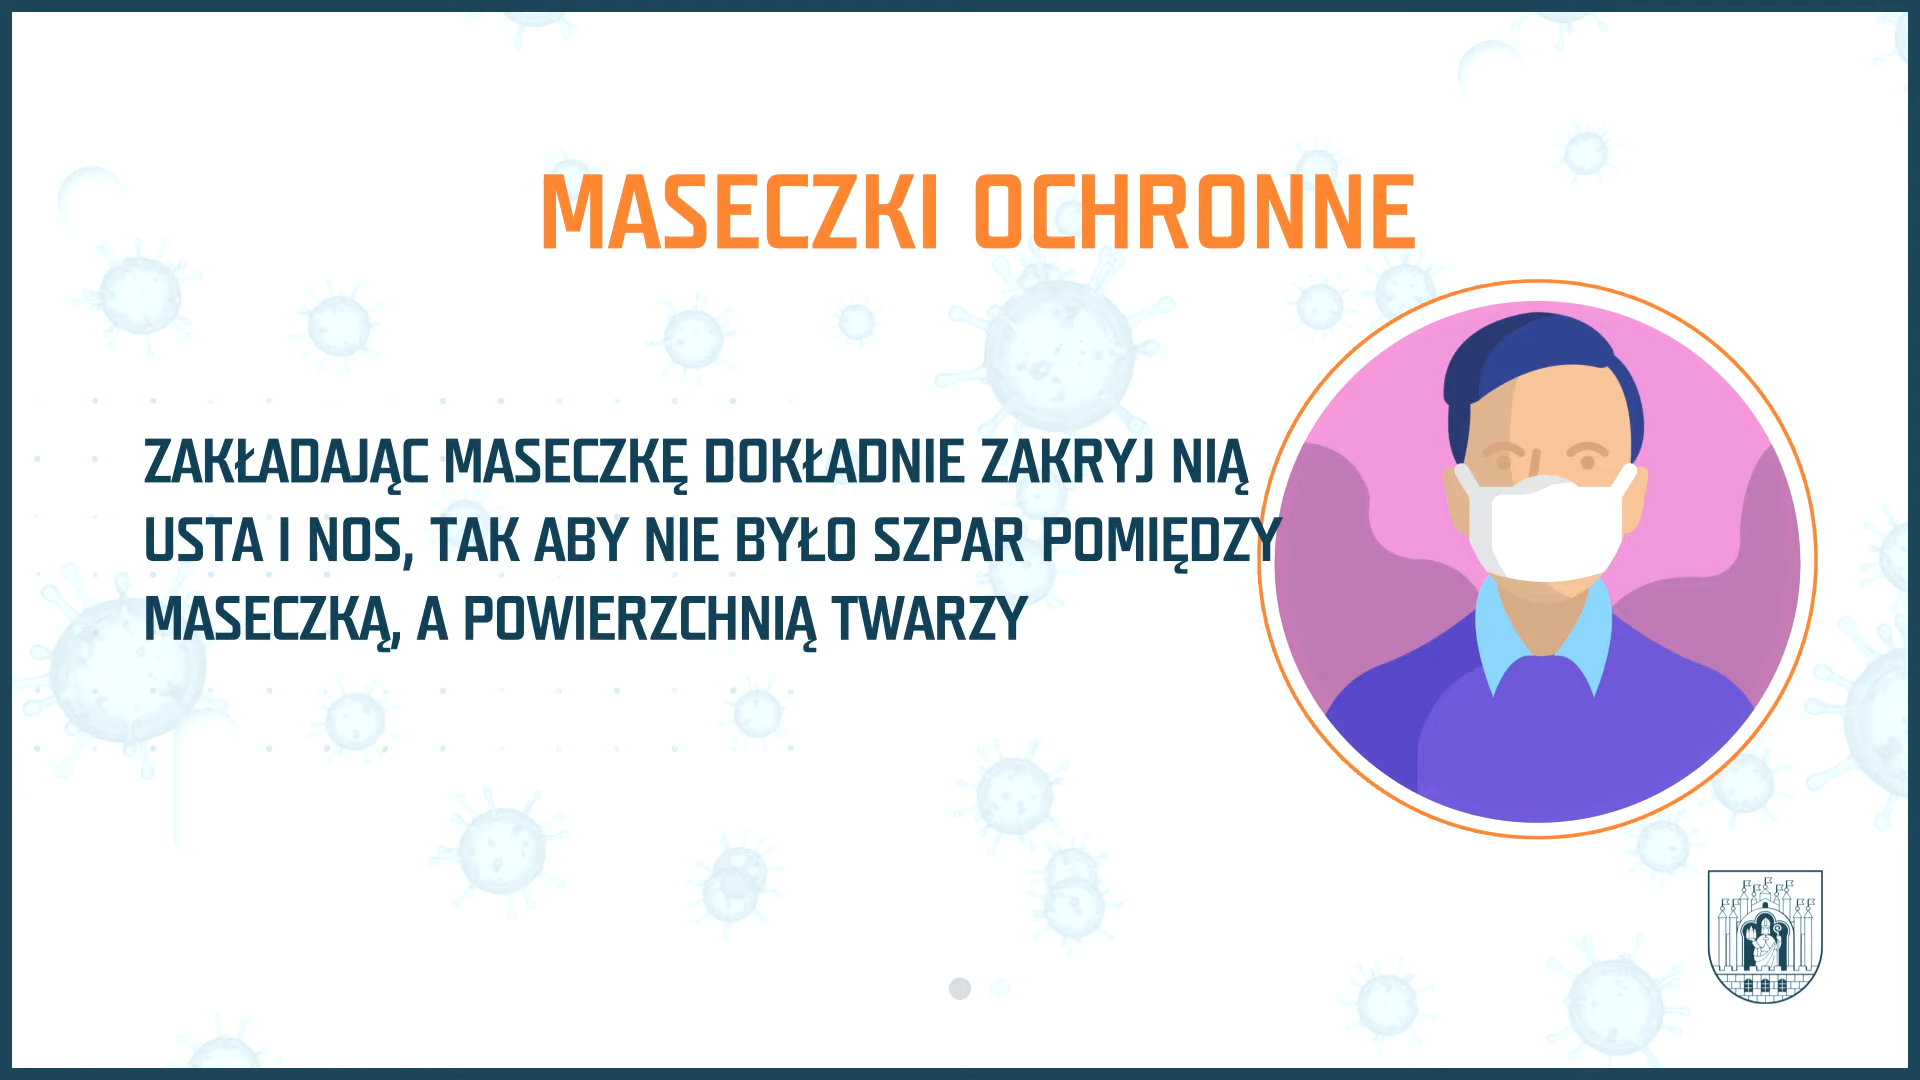 MASECZKI OCHRONNE
ZAKŁADAJĄC MASECZKĘ DOKŁADNIE ZAKRYJ NIĄ
USTA I NOS, TAK ABY NIE BYŁO SZPAR POMIĘDZY
MASECZKĄ, A POWIERZCHNIĄ TWARZY